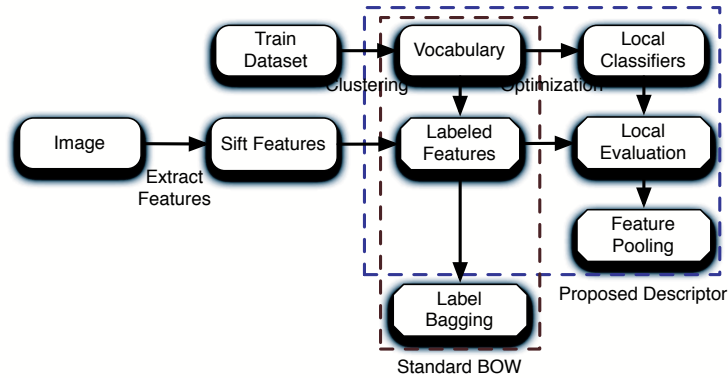 Train
Dataset
Clustering
Vocabulary
Optimization
Local
Classifiers
Image
Extract
Features
Sift Features
Labeled
Features
Local
Evaluation
Feature
Pooling
Label
Bagging
Proposed Descriptor
Standard BOW